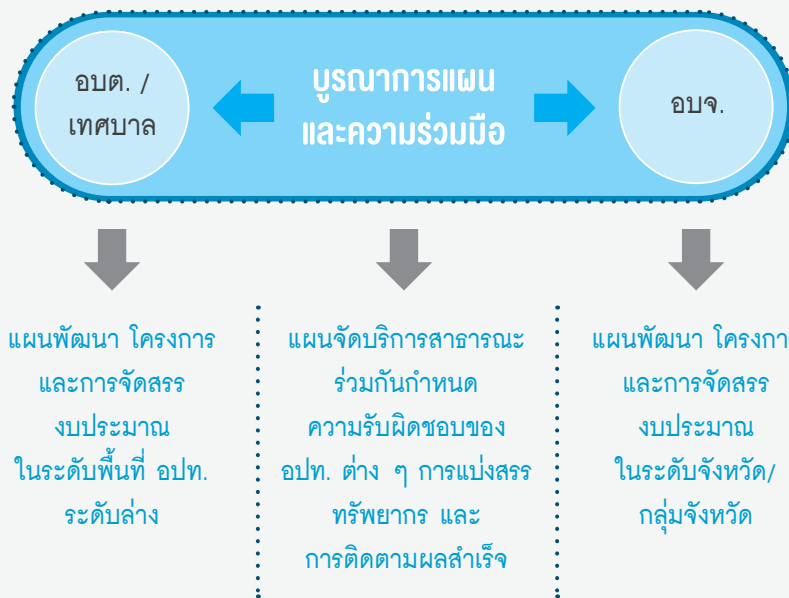 อบต. /
เทศบาล
บูรณาการแผน
และความร่วมมือ
อบจ.
แผนพัฒนา โครงการ
และการจัดสรร
งบประมาณ
ในระดับพื้นที่ อปท.
ระดับล่าง
แผนจัดบริการสาธารณะ
ร่วมกันกำหนด
ความรับผิดชอบของ
อปท. ต่าง ๆ การแบ่งสรร
ทรัพยากร และ
การติดตามผลสำเร็จ
แผนพัฒนา โครงกา
และการจัดสรร
งบประมาณ
ในระดับจังหวัด/
กลุ่มจังหวัด